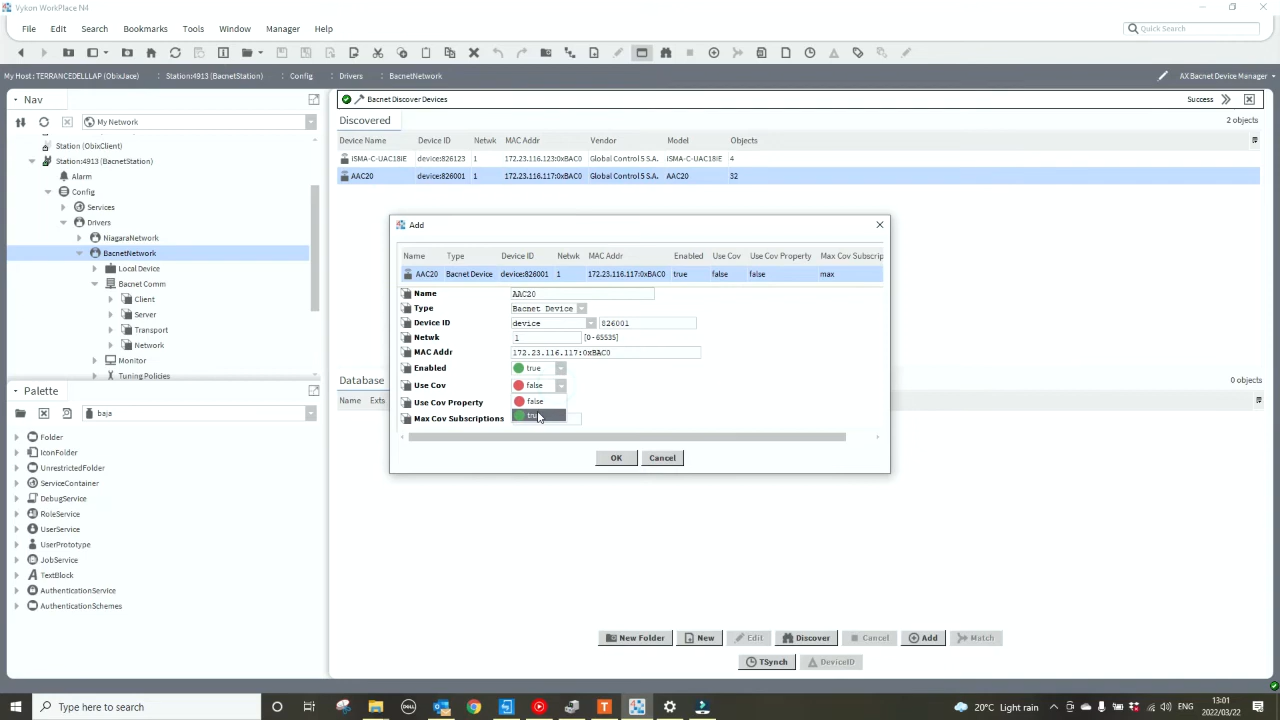 Vykon WorkPlace N4
File Edit Search Bookmarks Tools Window Manager Help
Quick Search
My Host : TERRANCEDELLLAP (ObixJace) Station:4913 (BacnetStation) Config Drivers BacnetNetwork AX Bacnet Device Manager
Nav
My Network
Station (ObixClient)
Station:4913 (BacnetStation)
Alarm
Config
Services
Drivers
NiagaraNetwork
BacnetNetwork
Local Device
Bacnet Comm
Client
Server
Transport
Network
Monitor
Tuning Policies
Palette
baja
Folder
IconFolder
UnrestrictedFolder
ServiceContainer
DebugService
RoleService
UserService
UserPrototype
JobService
TextBlock
AuthenticationService
AuthenticationSchemes
Bacnet Discover Devices Success
Discovered 2 objects
Device Name Device ID Netwk MAC Addr Vendor Model Objects
iSMA-C-UAC18IE device:826123 1 172.23.116.123:0xBAC0 Global Control 5 S.A. iSMA-C-UAC18IE 4
AAC20 device:826001 1 172.23.116.117:0xBAC0 Global Control 5 S.A. AAC20 32
Add
Name Type Device ID Netwk MAC Addr Enabled Use Cov Use Cov Property Max Cov Subscrip
AAC20 Bacnet Device device:826001 1 172.23.116.117:0xBAC0 true false false max
Name AAC20
Type Bacnet Device
Device ID device 826001
Netwk 1 [0-65535]
MAC Addr 172.23.116.117:0xBAC0
Enabled true
Use Cov false
Use Cov Property false
Max Cov Subscriptions true
OK Cancel
Database 0 objects
Name Exts
New Folder New Edit Discover Cancel Add Match
TSynch DeviceID
Type here to search
DELL
T
20°C Light rain
13:01
2022/03/22